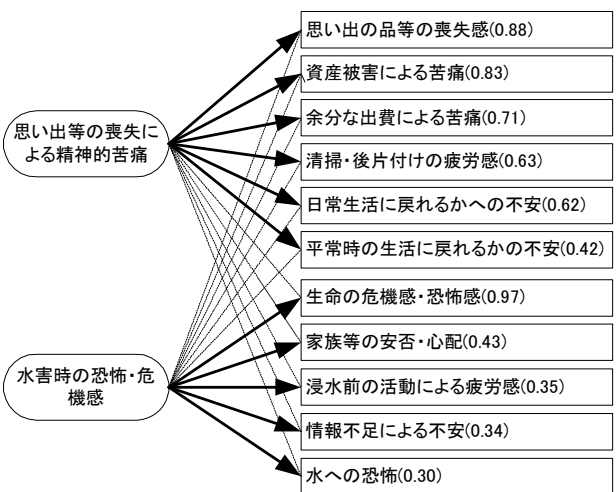 思い出の品等の喪失感(0.88)
資産被害による苦痛(0.83)
余分な出費による苦痛(0.71)
清掃・後片付けの疲労感(0.63)
日常生活に戻れるかへの不安(0.62)
平常時の生活に戻れるかの不安(0.42)
生命の危機感・恐怖感(0.97)
家族等の安否・心配(0.43)
浸水前の活動による疲労感(0.35)
情報不足による不安(0.34)
水への恐怖(0.30)
思い出等の喪失に
よる精神的苦痛
水害時の恐怖・危
機感